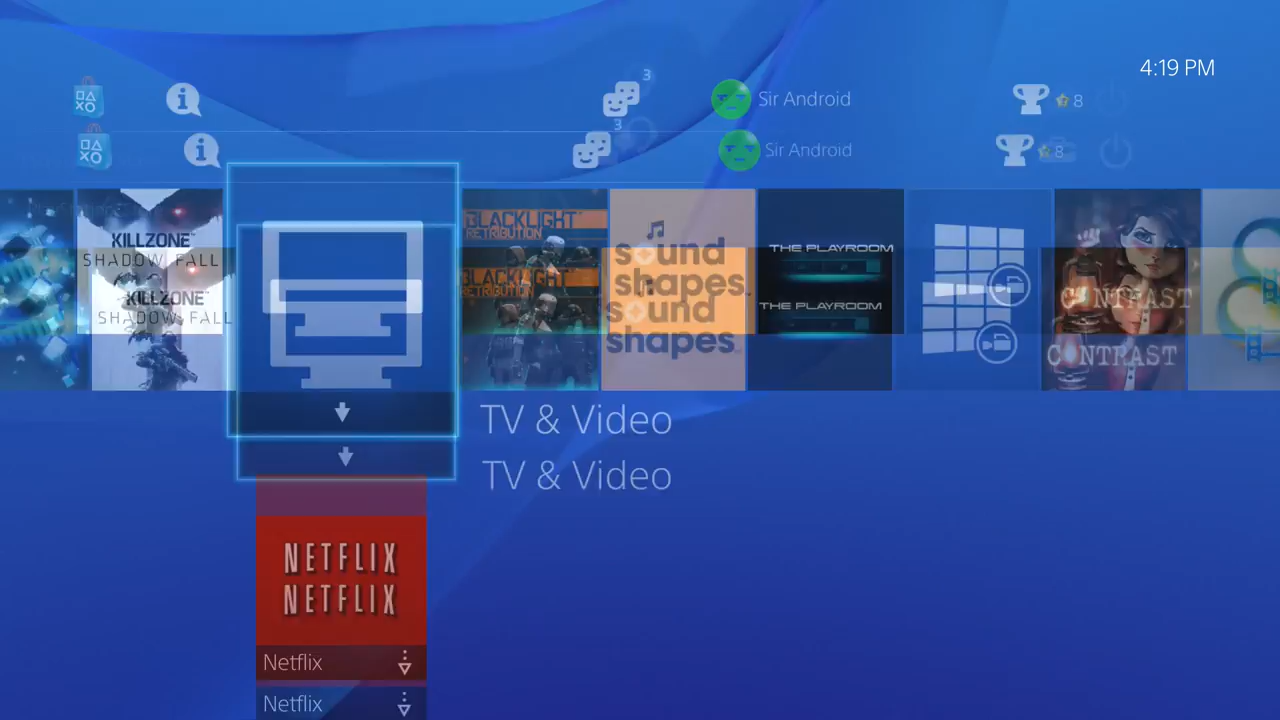 4:19 PM
3
Sir Android
8
3
Sir Android
8
KILLZONE
SHADOW FALL
KILLZONE
SHADOW FALL
BLACKLIGHT
RETRIBUTION
BLACKLIGHT
RETRIBUTION
sound
shapes
sound
shapes
THE PLAYROOM
THE PLAYROOM
CONTRAST
CONTRAST
TV & Video
TV & Video
NETFLIX
NETFLIX
Netflix
Netflix